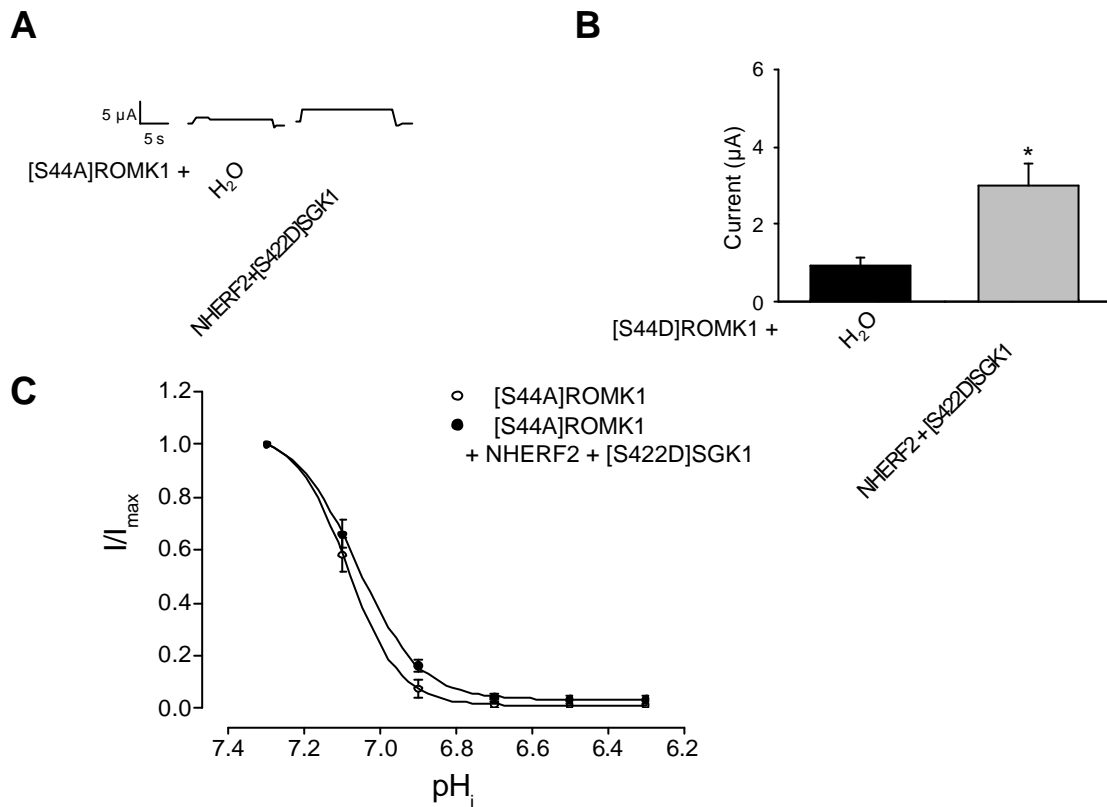 A
5 µA
5 s
[S44A]ROMK1 +
H₂O
NHERF2+[S422D]SGK1
B
6
4
2
0
Current (µA)
*
[S44D]ROMK1 +
H₂O
NHERF2 + [S422D]SGK1
C
1.2
1.0
0.8
0.6
0.4
0.2
0.0
I/Imax
[S44A]ROMK1
[S44A]ROMK1
+ NHERF2 + [S422D]SGK1
7.4 7.2 7.0 6.8 6.6 6.4 6.2
pHi